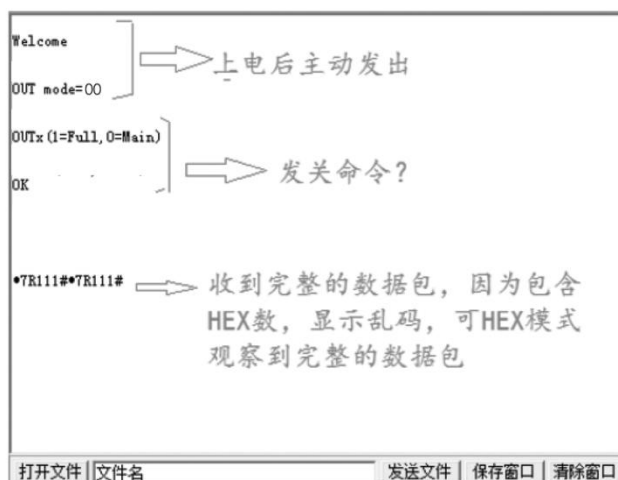 Welcome
上电后主动发出
OUT mode=00
OUTx(1=Full,0=Main)
发关命令?
OK
•7R111#•7R111#
收到完整的数据包，因为包含
HEX数，显示乱码，可HEX模式
观察到完整的数据包
打开文件 文件名 发送文件 保存窗口 清除窗口